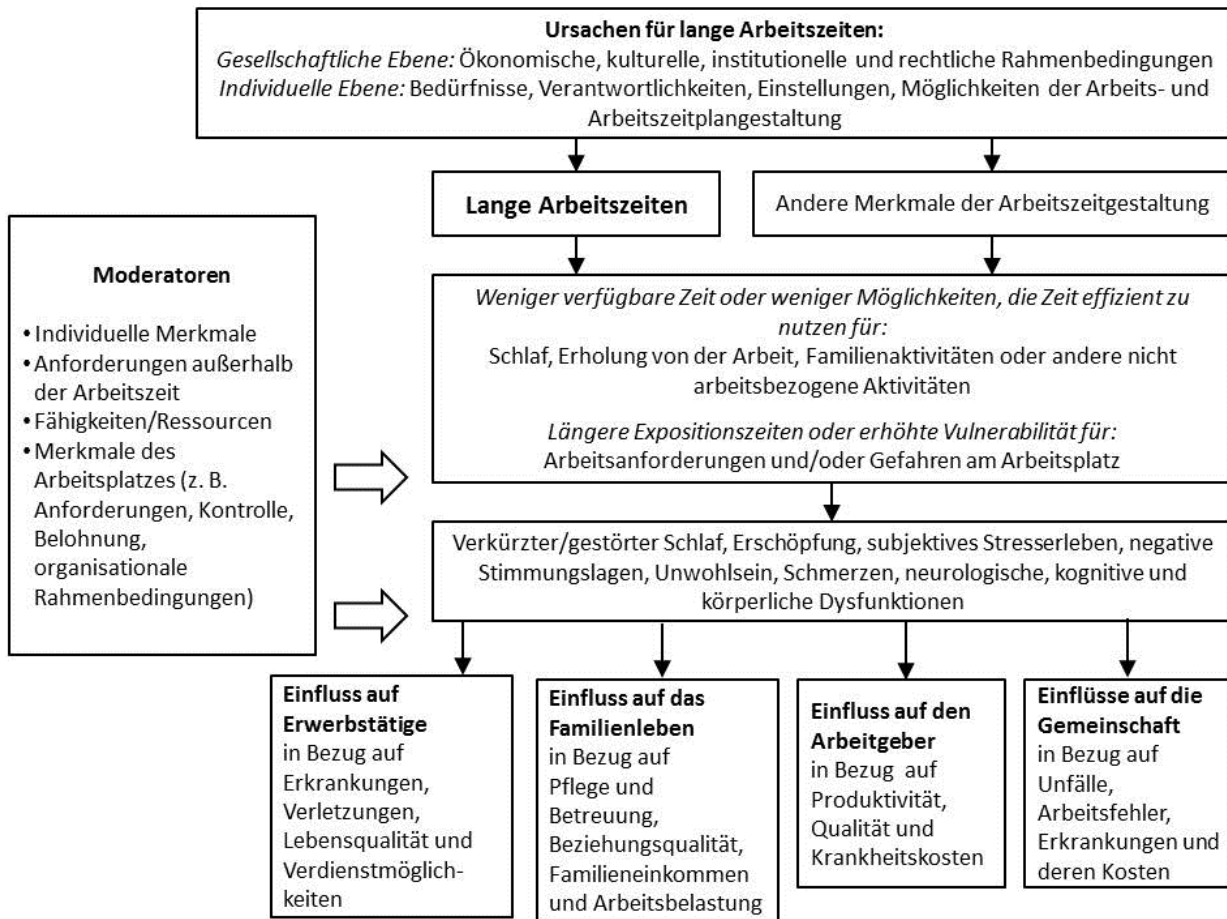 Ursachen für lange Arbeitszeiten:
Gesellschaftliche Ebene: Ökonomische, kulturelle, institutionelle und rechtliche Rahmenbedingungen
Individuelle Ebene: Bedürfnisse, Verantwortlichkeiten, Einstellungen, Möglichkeiten der Arbeits- und
Arbeitszeitplangestaltung
Lange Arbeitszeiten
Andere Merkmale der Arbeitszeitgestaltung
Moderatoren
• Individuelle Merkmale
• Anforderungen außerhalb
der Arbeitszeit
• Fähigkeiten/Ressourcen
• Merkmale des
Arbeitsplatzes (z. B.
Anforderungen, Kontrolle,
Belohnung,
organisationale
Rahmenbedingungen)
Weniger verfügbare Zeit oder weniger Möglichkeiten, die Zeit effizient zu
nutzen für:
Schlaf, Erholung von der Arbeit, Familienaktivitäten oder andere nicht
arbeitsbezogene Aktivitäten
Längere Expositionszeiten oder erhöhte Vulnerabilität für:
Arbeitsanforderungen und/oder Gefahren am Arbeitsplatz
Verkürzter/gestörter Schlaf, Erschöpfung, subjektives Stresserleben, negative
Stimmungslagen, Unwohlsein, Schmerzen, neurologische, kognitive und
körperliche Dysfunktionen
Einfluss auf
Erwerbstätige
in Bezug auf
Erkrankungen,
Verletzungen,
Lebensqualität und
Verdienstmöglich-
keiten
Einfluss auf das
Familienleben
in Bezug auf
Pflege und
Betreuung,
Beziehungsqualität,
Familieneinkommen
und Arbeitsbelastung
Einfluss auf den
Arbeitgeber
in Bezug auf
Produktivität,
Qualität und
Krankheitskosten
Einflüsse auf die
Gemeinschaft
in Bezug auf
Unfälle,
Arbeitsfehler,
Erkrankungen und
deren Kosten